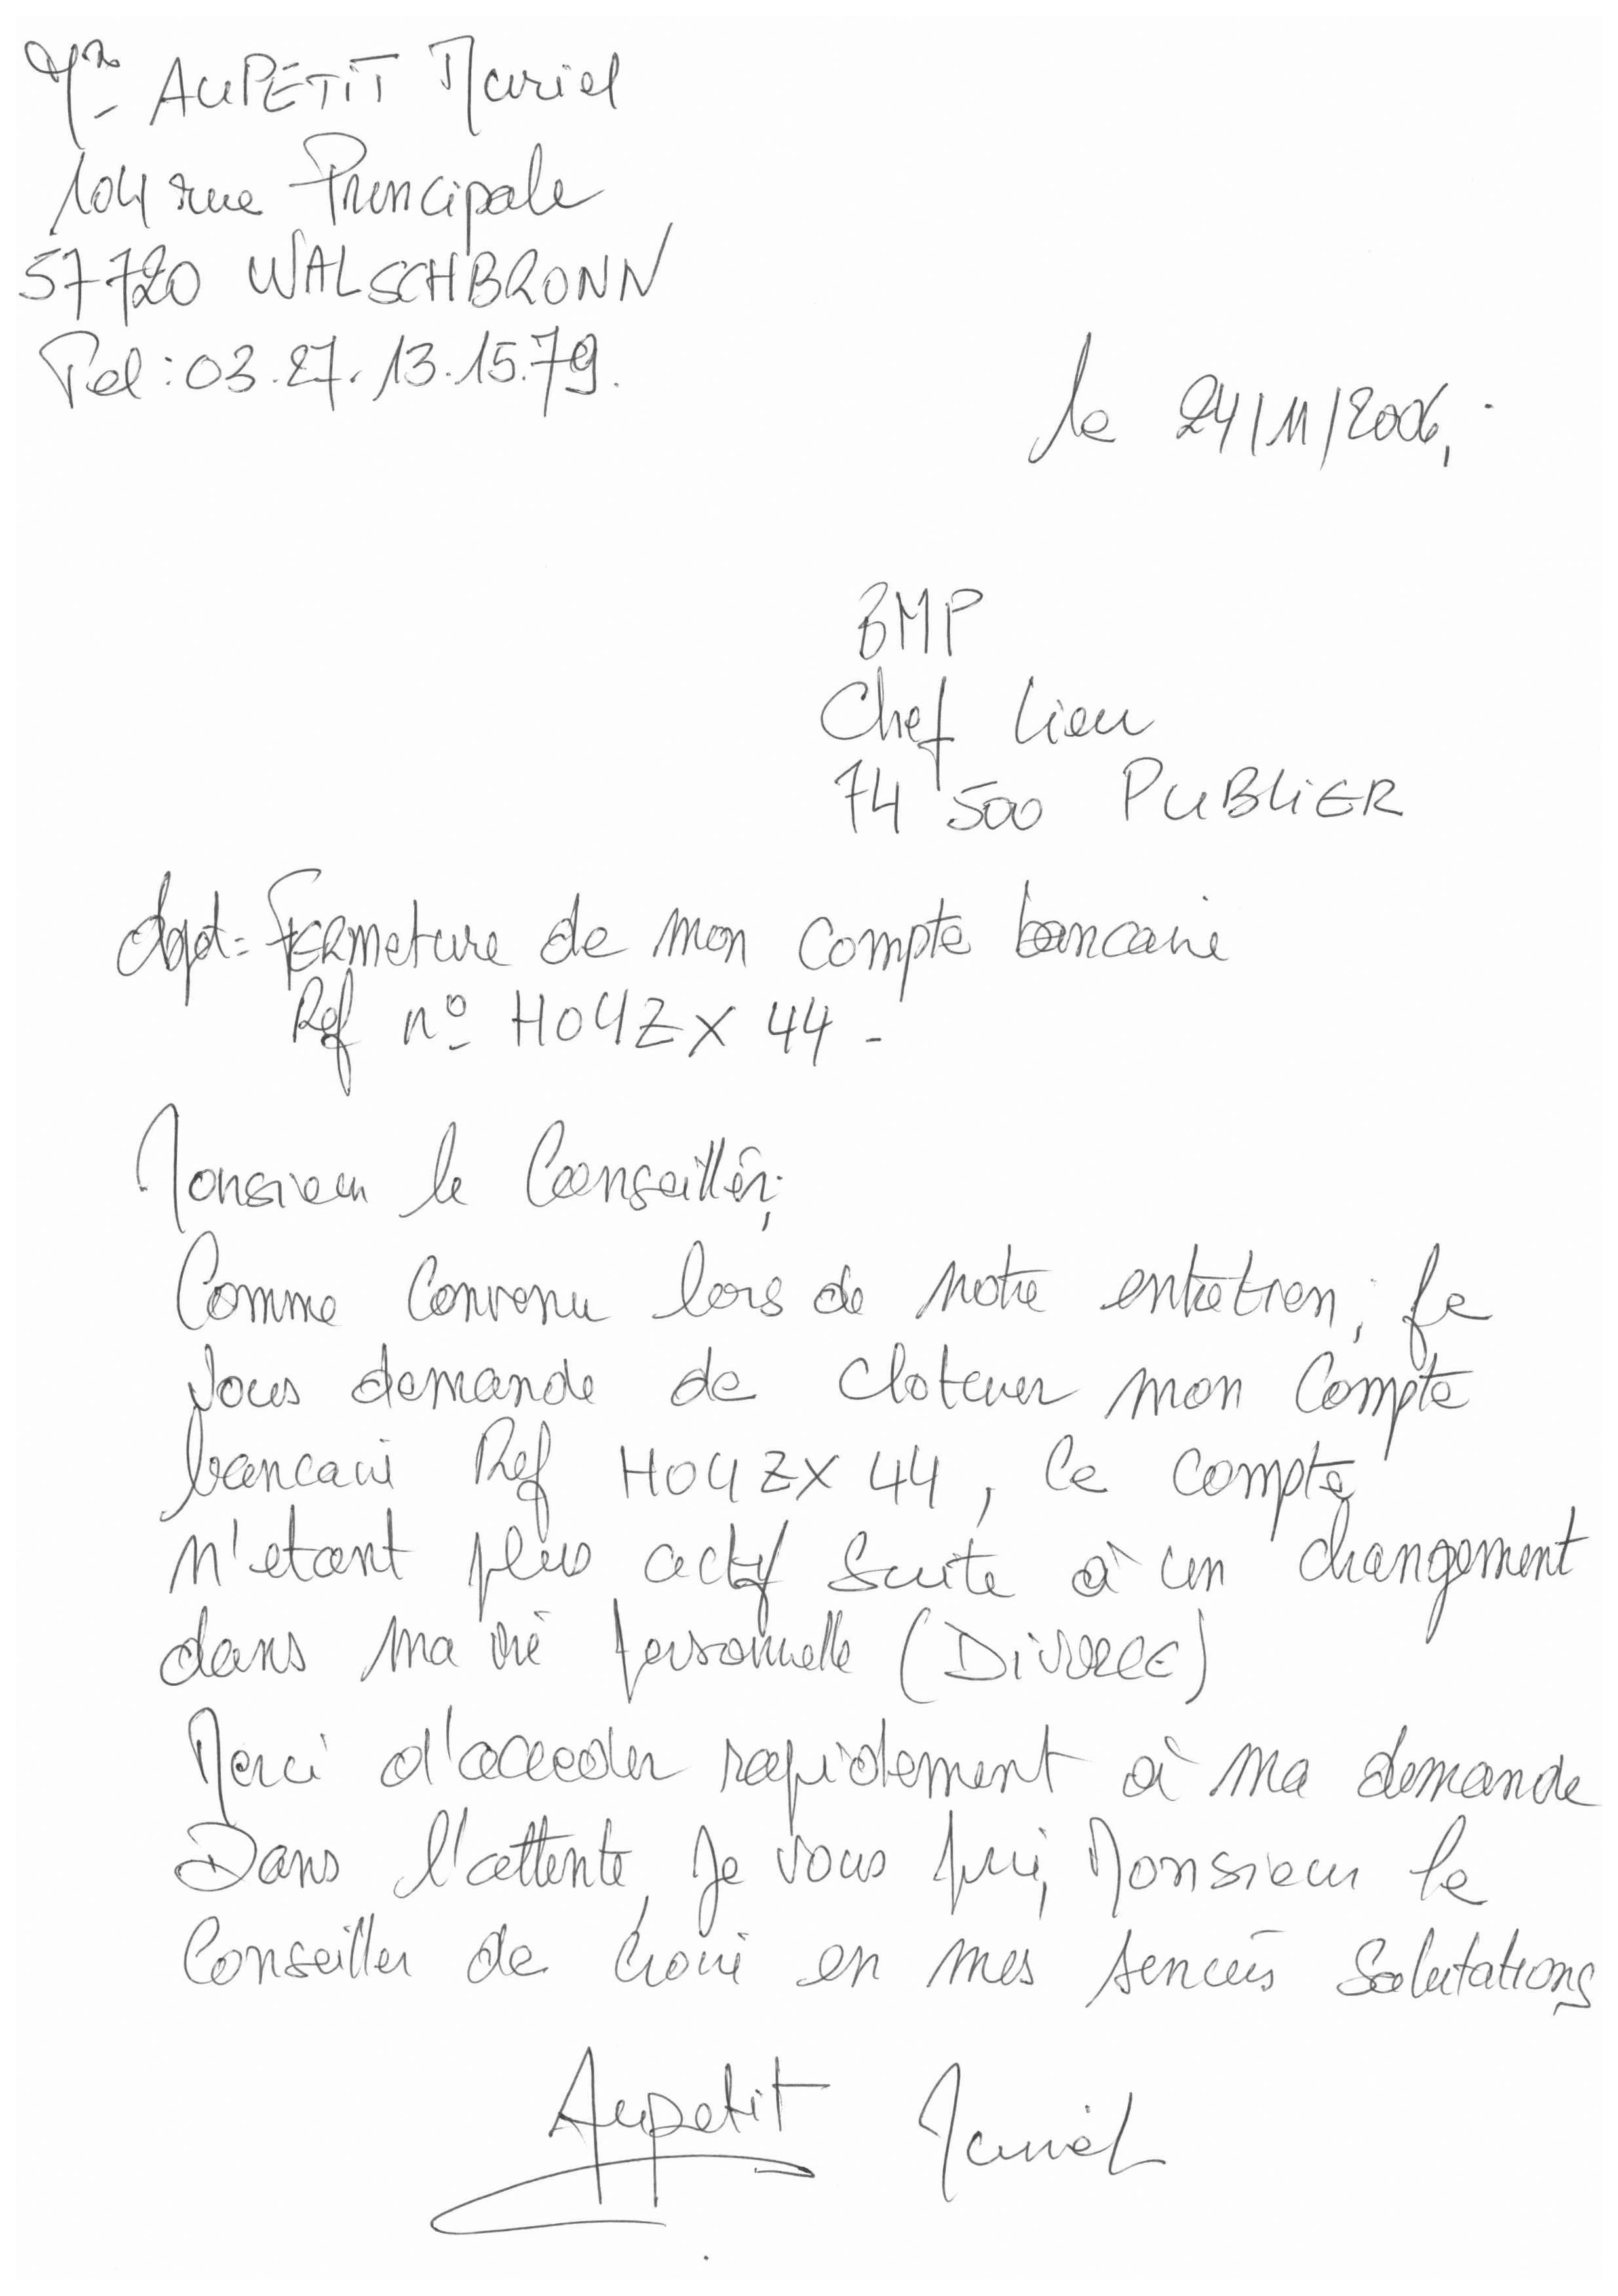 Mr AUPETIT Mariel
104 rue Principale
57720 WALSCHBRONN
Tel : 03.27.13.15.79.
le 24/11/2006,
BMP
Chef Lieu
74 500 PUBLIER
Objet = FERmeture de mon compte bancaire
Ref n° HO4ZX 44 -
Monsieur le Conseiller,
Comme convenu lors de notre entretien, je
vous demande de cloturer mon compte
bancaire Ref HO4ZX 44, ce compte
n'etant plus actif suite à un changement
dans ma vie personnelle (DivoRCE)
Merci d'acceder rapidement à ma demande
Dans l'attente, je vous prie, Monsieur le
Conseiller de croire en mes sincères salutations
Aupetit Mariel